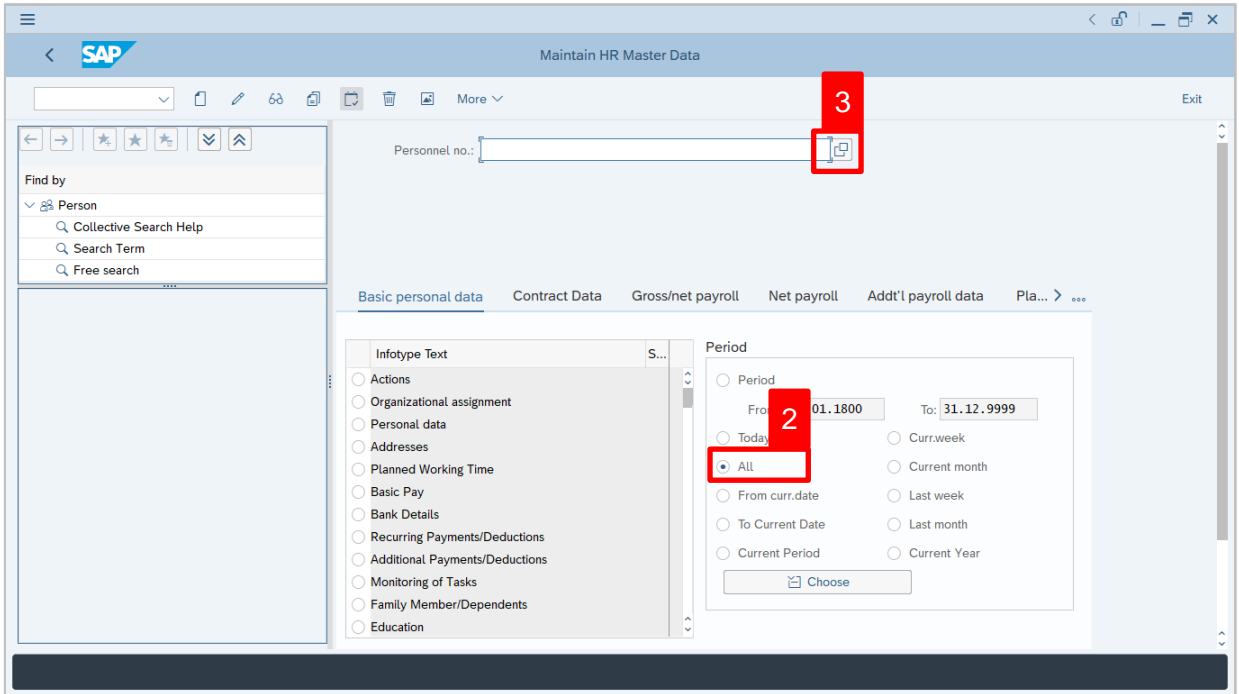 SAP
Maintain HR Master Data
More
Exit
3
Personnel no.:
Find by
Person
Collective Search Help
Search Term
Free search
Basic personal data Contract Data Gross/net payroll Net payroll Addt'l payroll data Pla...
Infotype Text S...
Actions
Organizational assignment
Personal data
Addresses
Planned Working Time
Basic Pay
Bank Details
Recurring Payments/Deductions
Additional Payments/Deductions
Monitoring of Tasks
Family Member/Dependents
Education
Period
Period
01.1800 To: 31.12.9999
2
Today Curr.week
All Current month
From curr.date Last week
To Current Date Last month
Current Period Current Year
Choose